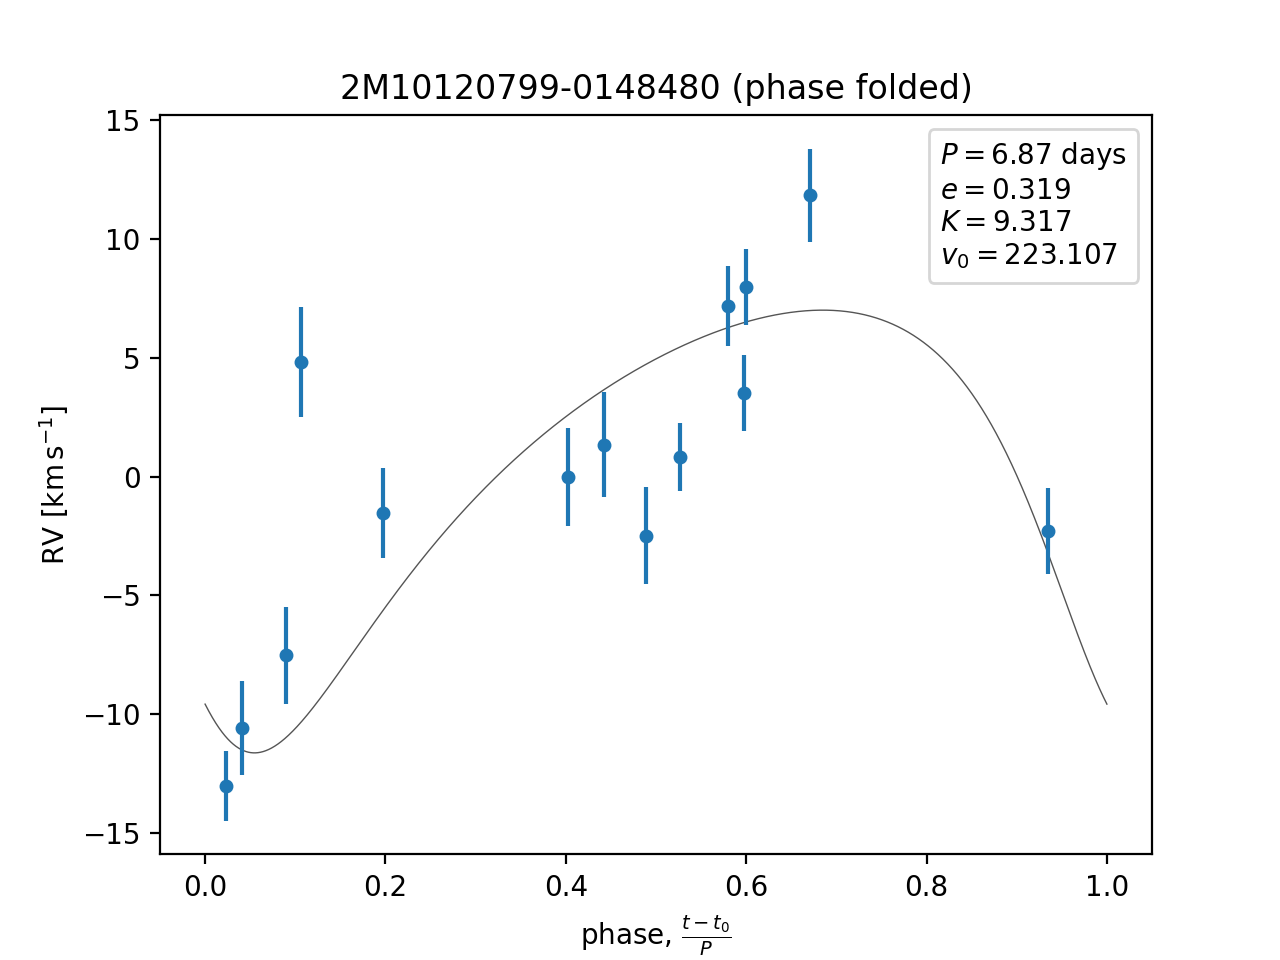 2M10120799-0148480 (phase folded)
P = 6.87 days
e = 0.319
K = 9.317
v₀ = 223.107
RV [km s⁻¹]
15
10
5
0
−5
−10
−15
0.0 0.2 0.4 0.6 0.8 1.0
phase, (t − t₀)/P